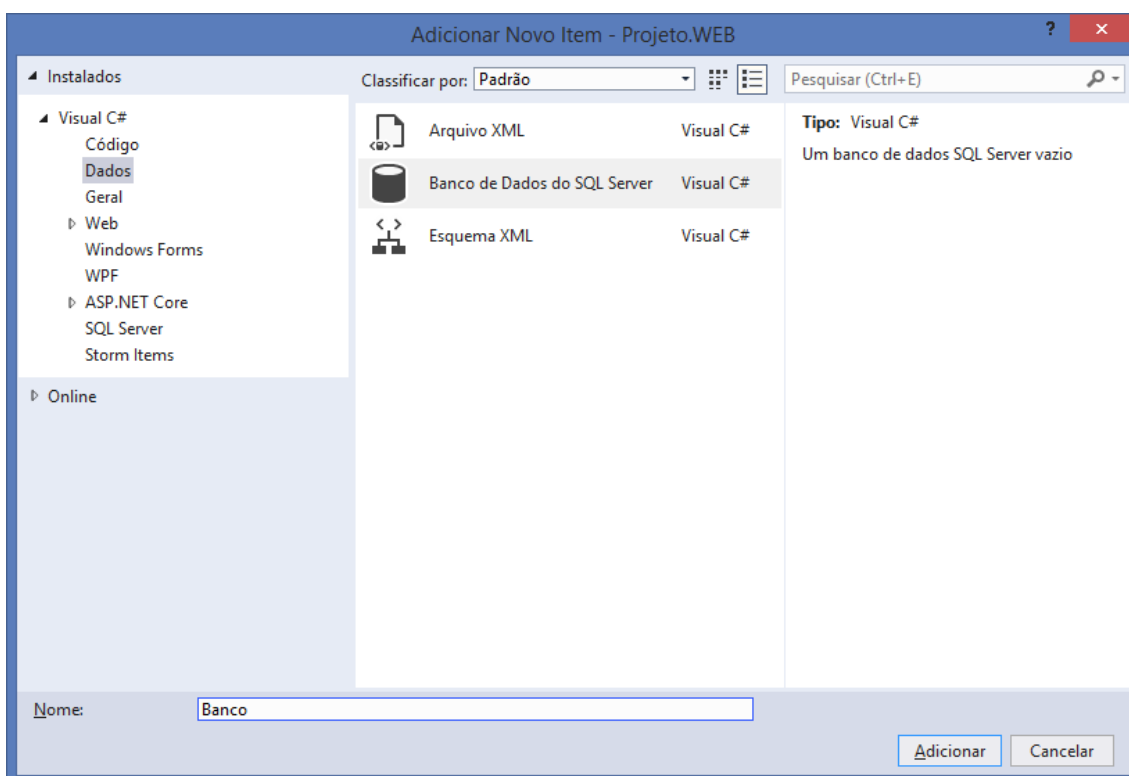 Adicionar Novo Item - Projeto.WEB
?
Instalados
Classificar por: Padrão
Pesquisar (Ctrl+E)
Visual C#
Código
Dados
Geral
Web
Windows Forms
WPF
ASP.NET Core
SQL Server
Storm Items
Online
Arquivo XML Visual C#
Banco de Dados do SQL Server Visual C#
Esquema XML Visual C#
Tipo: Visual C#
Um banco de dados SQL Server vazio
Nome: Banco
Adicionar Cancelar